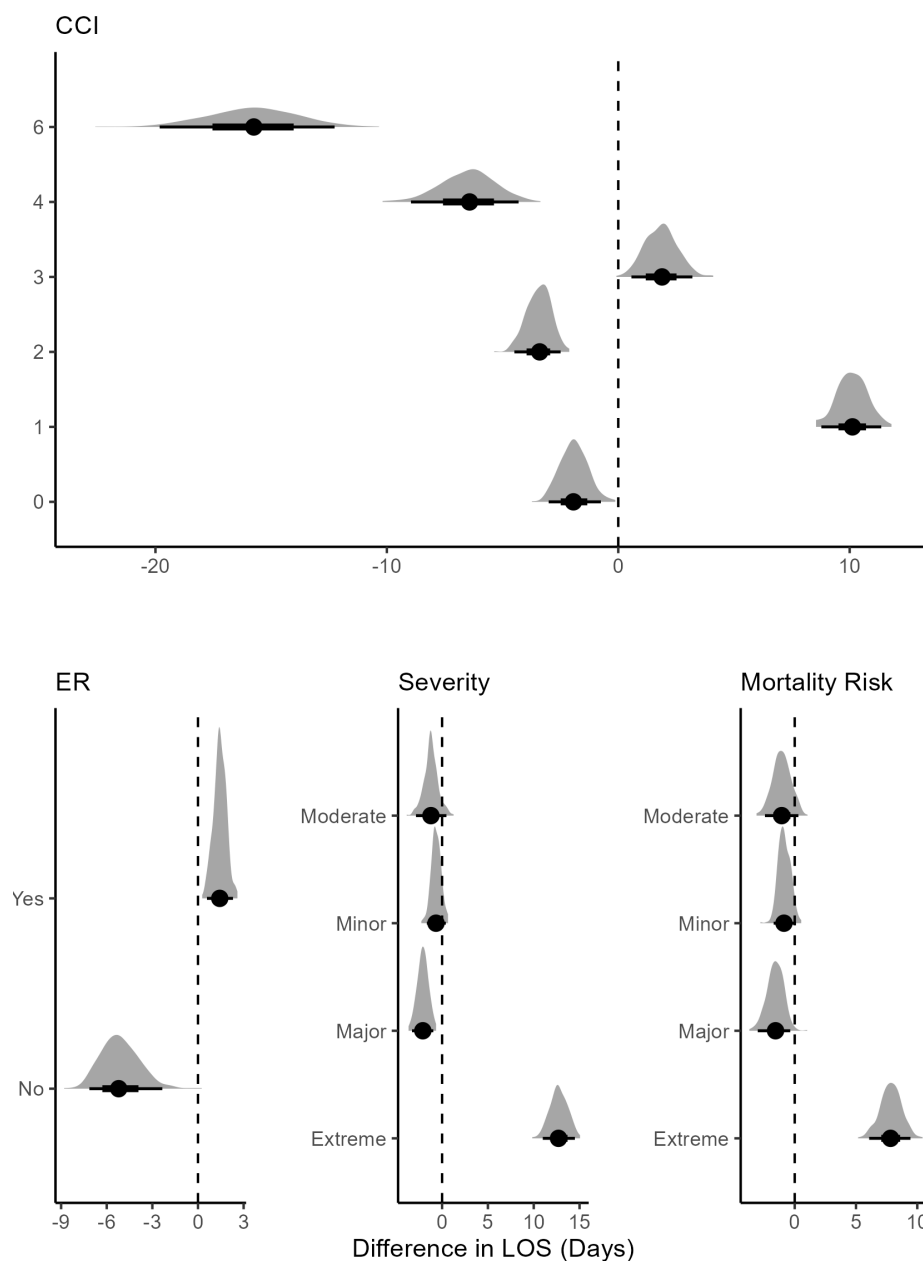 CCI
6
4
3
2
1
0
-20 -10 0 10
ER Severity Mortality Risk
Moderate Moderate
Yes
Minor Minor
Major Major
No
Extreme Extreme
-9 -6 -3 0 3 0 5 10 15 0 5 10
Difference in LOS (Days)